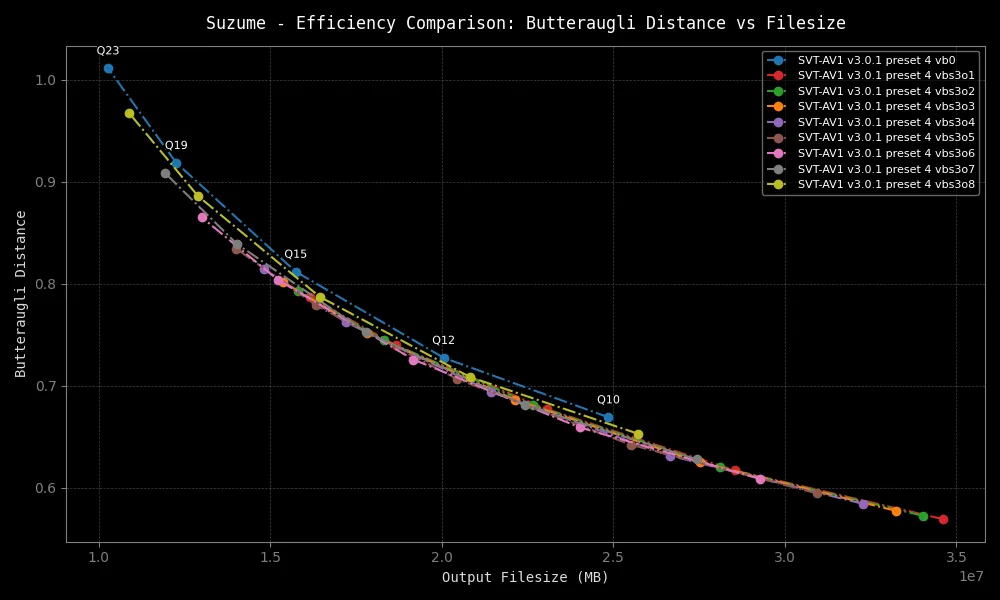 Suzume - Efficiency Comparison: Butteraugli Distance vs Filesize
Q23
Q19
Q15
Q12
Q10
SVT-AV1 v3.0.1 preset 4 vb0
SVT-AV1 v3.0.1 preset 4 vbs3o1
SVT-AV1 v3.0.1 preset 4 vbs3o2
SVT-AV1 v3.0.1 preset 4 vbs3o3
SVT-AV1 v3.0.1 preset 4 vbs3o4
SVT-AV1 v3.0.1 preset 4 vbs3o5
SVT-AV1 v3.0.1 preset 4 vbs3o6
SVT-AV1 v3.0.1 preset 4 vbs3o7
SVT-AV1 v3.0.1 preset 4 vbs3o8
Butteraugli Distance
1.0
0.9
0.8
0.7
0.6
1.0 1.5 2.0 2.5 3.0 3.5
1e7
Output Filesize (MB)